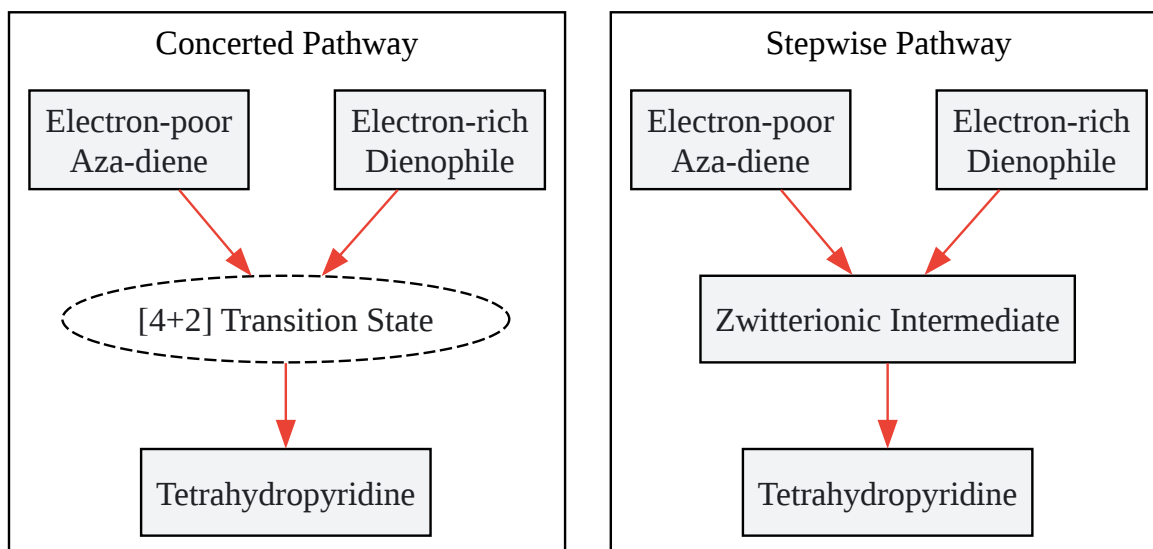 Concerted Pathway
Electron-poor
Aza-diene
Electron-rich
Dienophile
[4+2] Transition State
Tetrahydropyridine
Stepwise Pathway
Electron-poor
Aza-diene
Electron-rich
Dienophile
Zwitterionic Intermediate
Tetrahydropyridine